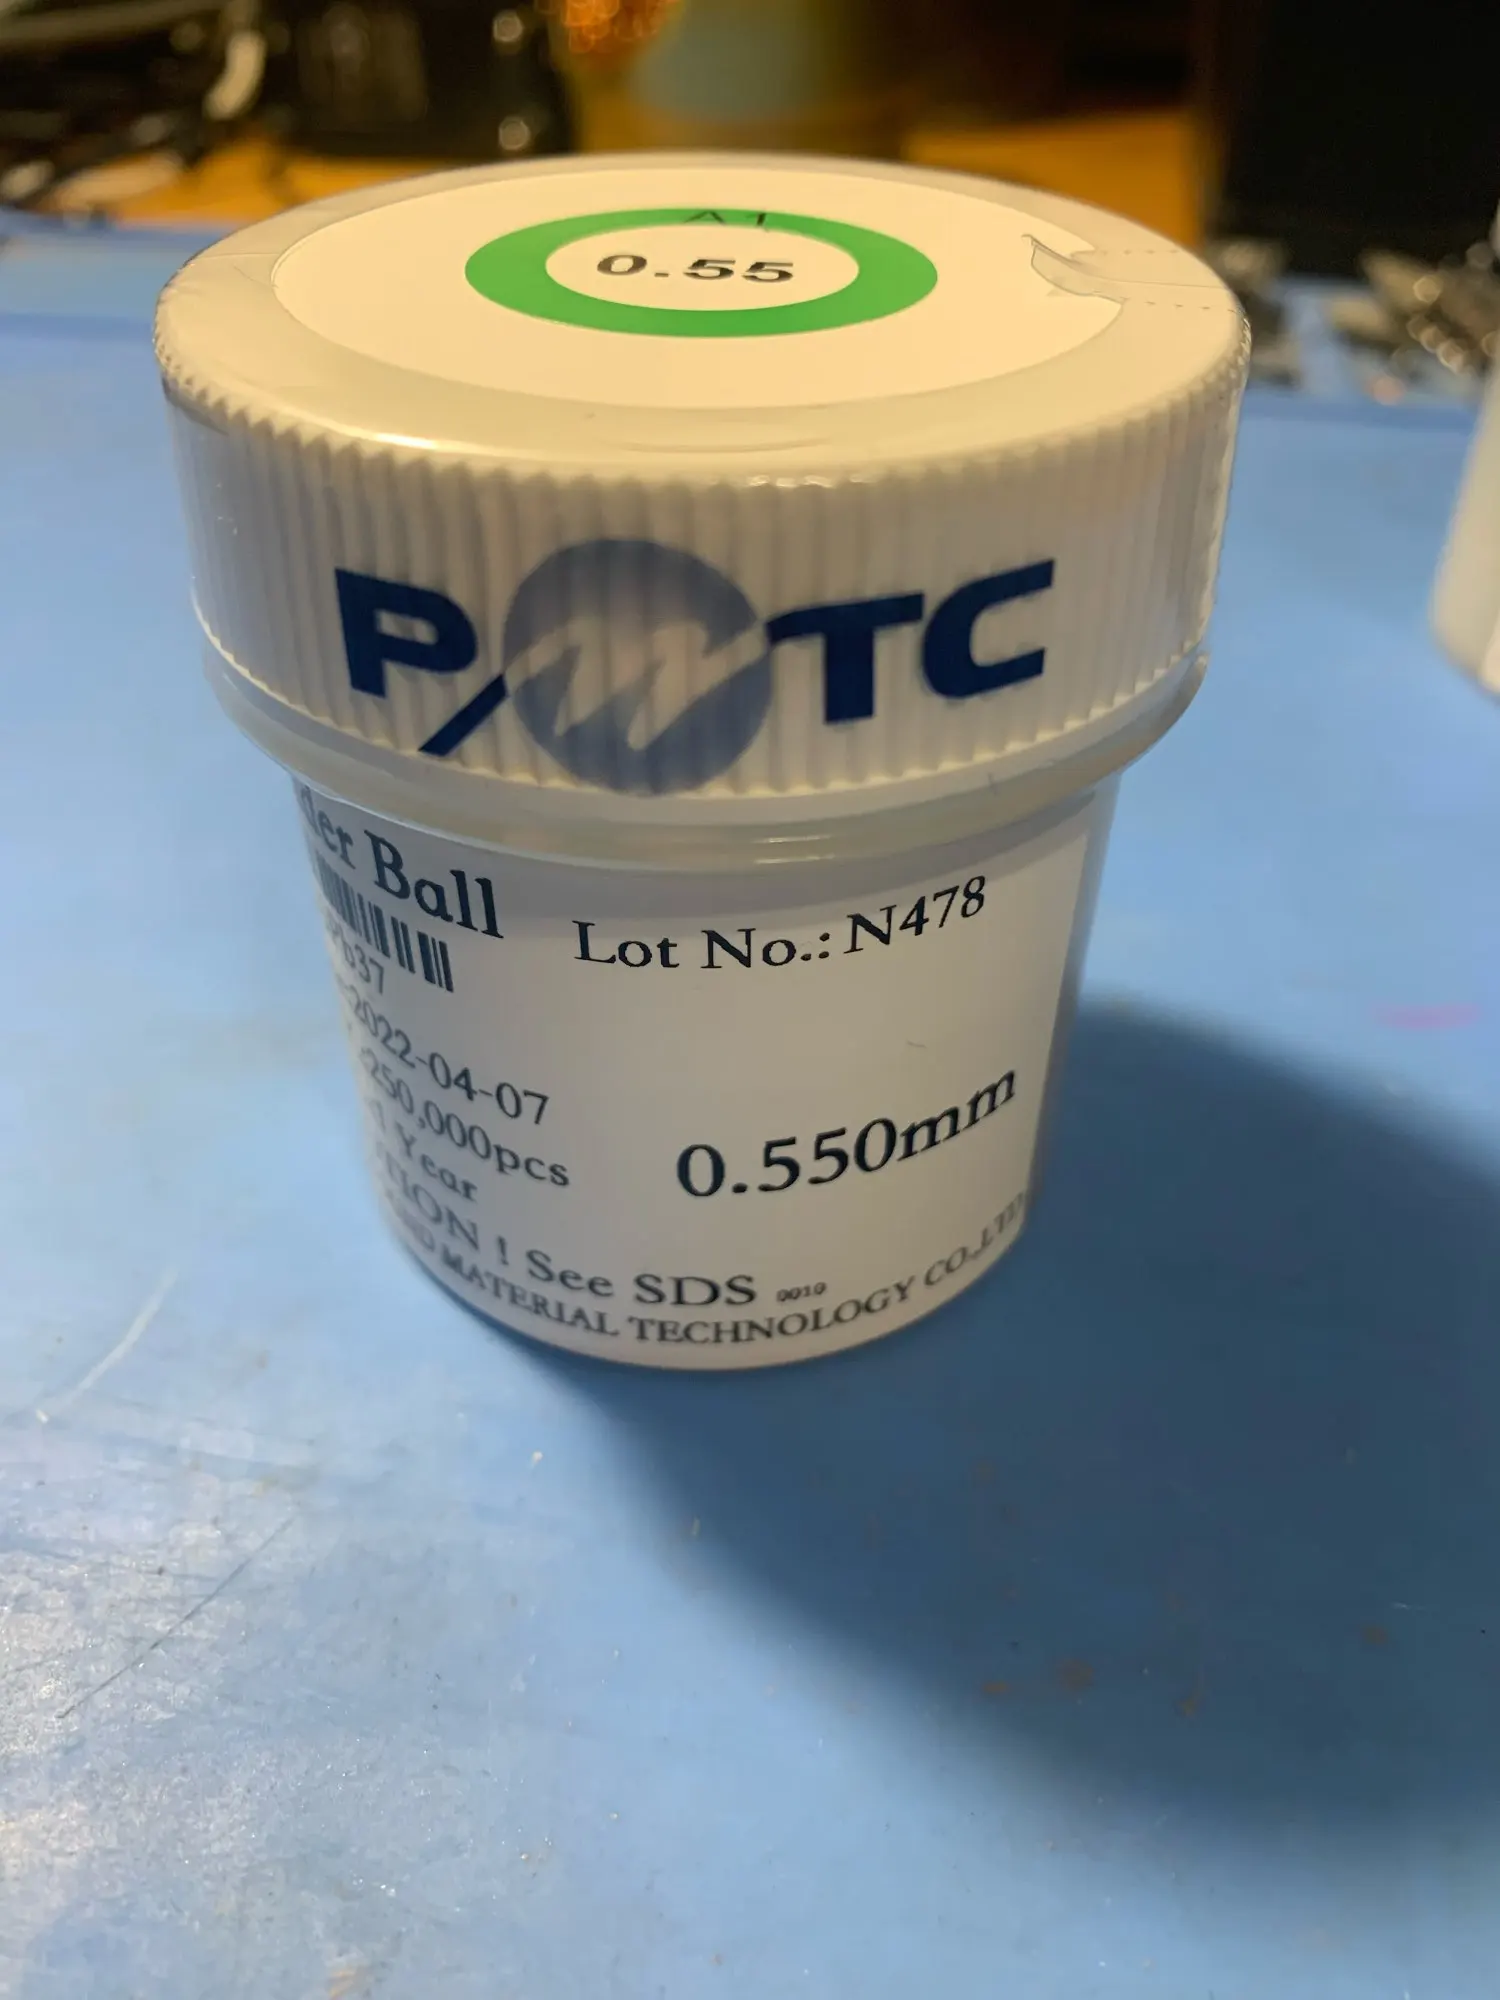 A1
0.55
PMTC
der Ball
Lot No.: N478
Pb37
2022-04-07
250,000pcs
1 Year
0.550mm
TION ! See SDS 0010
MATERIAL TECHNOLOGY CO.,LTD